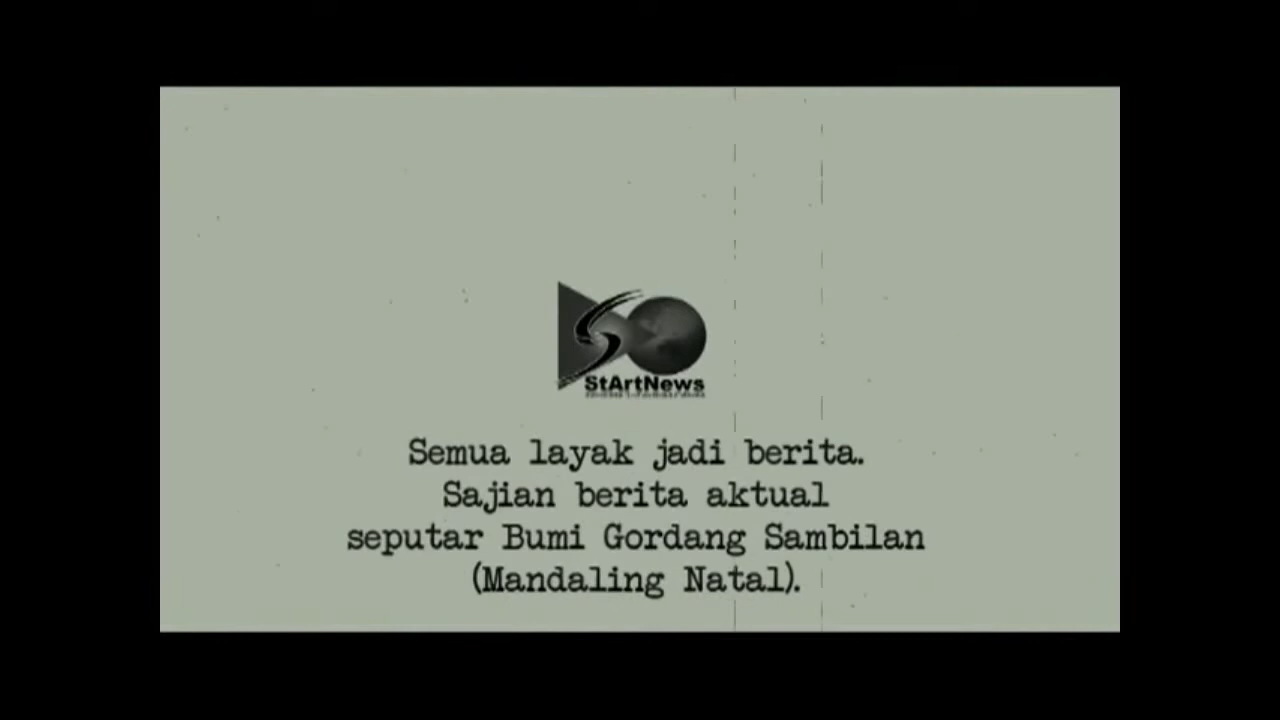 StArtNews
Semua layak jadi berita.
Sajian berita aktual
seputar Bumi Gordang Sambilan
(Mandaling Natal).